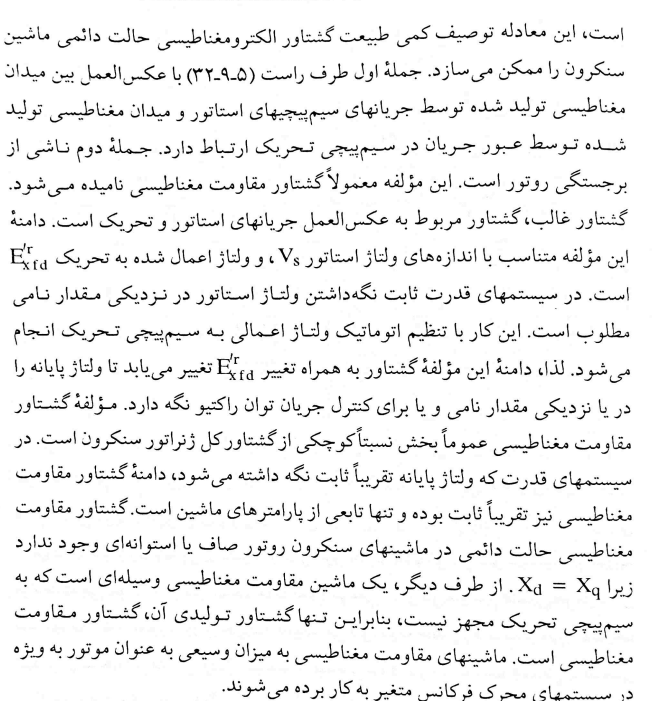 است، این معادله توصیف کمی طبیعت گشتاور الکترومغناطیسی حالت دائمی ماشین
سنکرون را ممکن می‌سازد. جملهٔ اول طرف راست (۵-۹-۳۲) با عکس‌العمل بین میدان
مغناطیسی تولید شده توسط جریانهای سیم‌پیچیهای استاتور و میدان مغناطیسی تولید
شده توسط عبور جریان در سیم‌پیچی تحریک ارتباط دارد. جملهٔ دوم ناشی از
برجستگی روتور است. این مؤلفه معمولاً گشتاور مقاومت مغناطیسی نامیده می‌شود.
گشتاور غالب، گشتاور مربوط به عکس‌العمل جریانهای استاتور و تحریک است. دامنهٔ
این مؤلفه متناسب با اندازه‌های ولتاژ استاتور Vs، و ولتاژ اعمال شده به تحریک E'r xfd
است. در سیستمهای قدرت ثابت نگه‌داشتن ولتاژ استاتور در نزدیکی مقدار نامی
مطلوب است. این کار با تنظیم اتوماتیک ولتاژ اعمالی به سیم‌پیچی تحریک انجام
می‌شود. لذا، دامنهٔ این مؤلفهٔ گشتاور به همراه تغییر E'r xfd تغییر می‌یابد تا ولتاژ پایانه را
در یا نزدیکی مقدار نامی و یا برای کنترل جریان توان راکتیو نگه دارد. مؤلفهٔ گشتاور
مقاومت مغناطیسی عموماً بخش نسبتاً کوچکی از گشتاور کل ژنراتور سنکرون است. در
سیستمهای قدرت که ولتاژ پایانه تقریباً ثابت نگه داشته می‌شود، دامنهٔ گشتاور مقاومت
مغناطیسی نیز تقریباً ثابت بوده و تنها تابعی از پارامترهای ماشین است. گشتاور مقاومت
مغناطیسی حالت دائمی در ماشینهای سنکرون روتور صاف یا استوانه‌ای وجود ندارد
زیرا Xd = Xq . از طرف دیگر، یک ماشین مقاومت مغناطیسی وسیله‌ای است که به
سیم‌پیچی تحریک مجهز نیست، بنابراین تنها گشتاور تولیدی آن، گشتاور مقاومت
مغناطیسی است. ماشینهای مقاومت مغناطیسی به میزان وسیعی به عنوان موتور به ویژه
در سیستمهای محرک فرکانس متغیر به کار برده می‌شوند.